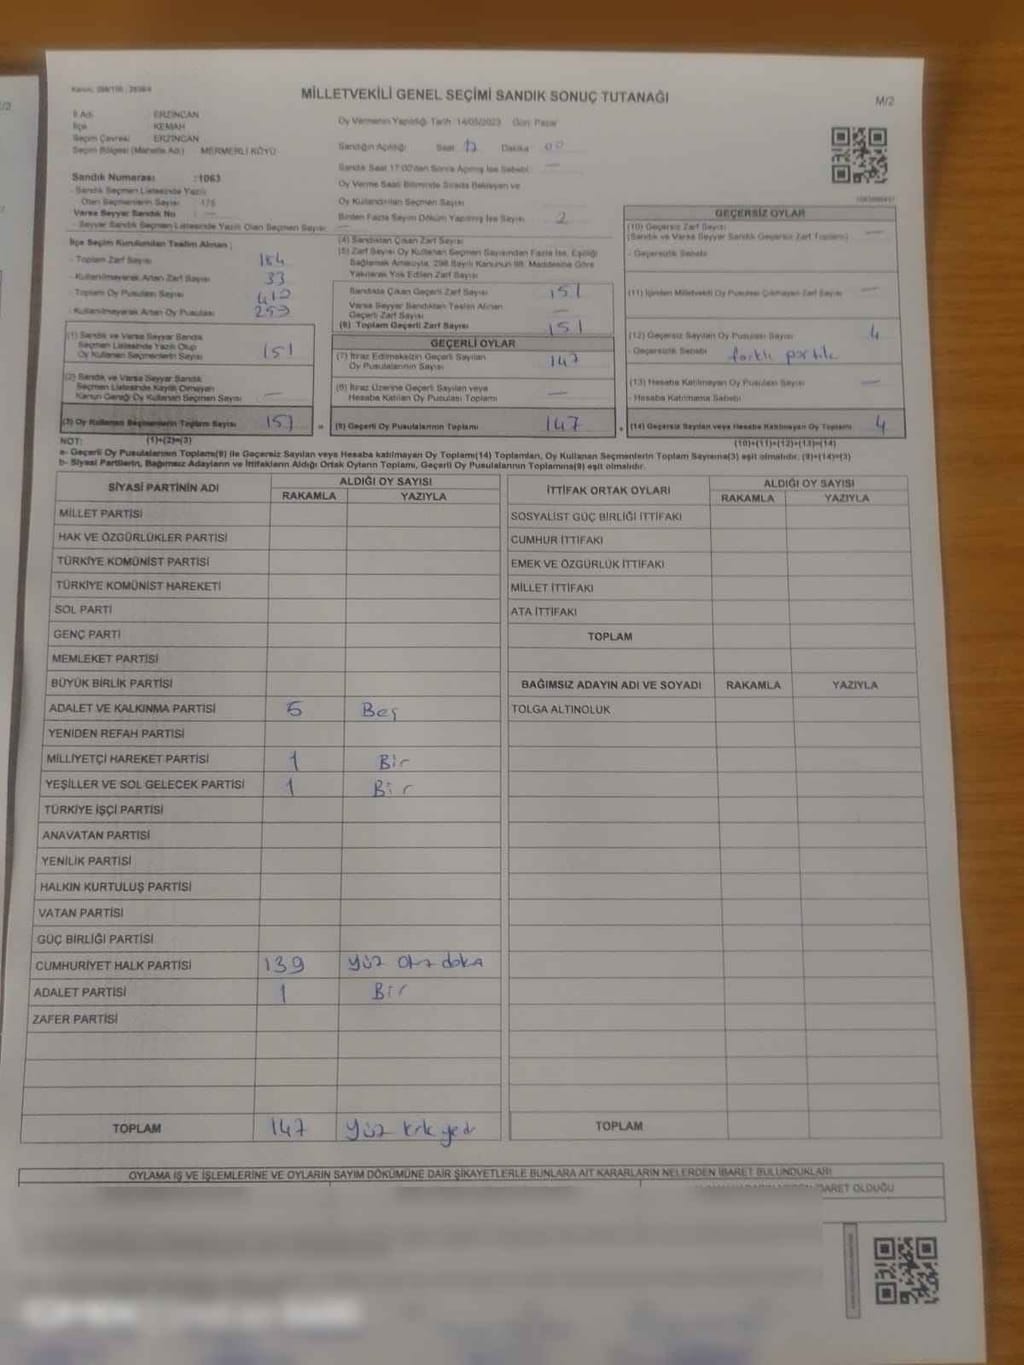 MİLLETVEKİLİ GENEL SEÇİMİ SANDIK SONUÇ TUTANAĞI
M/2
İl Adı ERZİNCAN
İlçe KEMAH
Seçim Çevresi ERZİNCAN
Seçim Bölgesi (Mahalle Adı) MERMERLİ KÖYÜ
Oy Vermenin Yapıldığı Tarih 14/05/2023 Gün: Pazar
Sandığın Açıldığı Saat Dakika
Sandık Saat 17:00'den Sonra Açılmış İse Sebebi
Oy Verme Saati Bitiminde Sırada Bekleyen ve
Oy Kullandırılan Seçmen Sayısı
Birden Fazla Sayım Döküm Yapılmış İse Sayısı 2
Sandık Numarası :1063
- Sandık Seçmen Listesinde Yazılı
Olan Seçmenlerin Sayısı
Varsa Seyyar Sandık No
- Seyyar Sandık Seçmen Listesinde Yazılı Olan Seçmen Sayısı
İlçe Seçim Kurulundan Teslim Alınan ;
- Toplam Zarf Sayısı
- Kullanılmayarak Artan Zarf Sayısı 33
- Toplam Oy Pusulası Sayısı
- Kullanılmayarak Artan Oy Pusulası
(1) Sandık ve Varsa Seyyar Sandık
Seçmen Listesinde Yazılı Olup
Oy Kullanan Seçmenlerin Sayısı 151
(2) Sandık ve Varsa Seyyar Sandık
Seçmen Listesinde Kayıtlı Olmayan
Kanun Gereği Oy Kullanan Seçmen Sayısı —
(3) Oy Kullanan Seçmenlerin Toplam Sayısı 151
(4) Sandıktan Çıkan Zarf Sayısı
(5) Zarf Sayısı Oy Kullanan Seçmen Sayısından Fazla İse, Eşitliği
Sağlamak Amacıyla, 298 Sayılı Kanunun 98. Maddesine Göre
Yakılarak Yok Edilen Zarf Sayısı
Sandıkta Çıkan Geçerli Zarf Sayısı 151
Varsa Seyyar Sandıktan Teslim Alınan
Geçerli Zarf Sayısı —
(6) Toplam Geçerli Zarf Sayısı 151
GEÇERLİ OYLAR
(7) İtiraz Edilmeksizin Geçerli Sayılan
Oy Pusulalarının Sayısı 147
(8) İtiraz Üzerine Geçerli Sayılan veya
Hesaba Katılan Oy Pusulası Toplamı —
= (9) Geçerli Oy Pusulalarının Toplamı 147
GEÇERSİZ OYLAR
(10) Geçersiz Zarf Sayısı
(Sandık ve Varsa Seyyar Sandık Geçersiz Zarf Toplamı) —
- Geçersizlik Sebebi
(11) İçinden Milletvekili Oy Pusulası Çıkmayan Zarf Sayısı —
(12) Geçersiz Sayılan Oy Pusulası Sayısı 4
- Geçersizlik Sebebi
(13) Hesaba Katılmayan Oy Pusulası Sayısı —
- Hesaba Katılmama Sebebi
+ (14) Geçersiz Sayılan veya Hesaba Katılmayan Oy Toplamı 4
NOT: (1)+(2)=(3) (10)+(11)+(12)+(13)=(14)
a- Geçerli Oy Pusulalarının Toplamı(9) ile Geçersiz Sayılan veya Hesaba katılmayan Oy Toplamı(14) Toplamları, Oy Kullanan Seçmenlerin Toplam Sayısına(3) eşit olmalıdır. (9)+(14)=(3)
b- Siyasi Partilerin, Bağımsız Adayların ve İttifakların Aldığı Ortak Oyların Toplamı, Geçerli Oy Pusulalarının Toplamına(9) eşit olmalıdır.
SİYASİ PARTİNİN ADI ALDIĞI OY SAYISI
RAKAMLA YAZIYLA
MİLLET PARTİSİ
HAK VE ÖZGÜRLÜKLER PARTİSİ
TÜRKİYE KOMÜNİST PARTİSİ
TÜRKİYE KOMÜNİST HAREKETİ
SOL PARTİ
GENÇ PARTİ
MEMLEKET PARTİSİ
BÜYÜK BİRLİK PARTİSİ
ADALET VE KALKINMA PARTİSİ 5 Beş
YENİDEN REFAH PARTİSİ
MİLLİYETÇİ HAREKET PARTİSİ 1 Bir
YEŞİLLER VE SOL GELECEK PARTİSİ 1 Bir
TÜRKİYE İŞÇİ PARTİSİ
ANAVATAN PARTİSİ
YENİLİK PARTİSİ
HALKIN KURTULUŞ PARTİSİ
VATAN PARTİSİ
GÜÇ BİRLİĞİ PARTİSİ
CUMHURİYET HALK PARTİSİ 139 yüz otuz dokuz
ADALET PARTİSİ 1 Bir
ZAFER PARTİSİ
TOPLAM 147 yüz kırk yedi
İTTİFAK ORTAK OYLARI ALDIĞI OY SAYISI
RAKAMLA YAZIYLA
SOSYALİST GÜÇ BİRLİĞİ İTTİFAKI
CUMHUR İTTİFAKI
EMEK VE ÖZGÜRLÜK İTTİFAKI
MİLLET İTTİFAKI
ATA İTTİFAKI
TOPLAM
BAĞIMSIZ ADAYIN ADI VE SOYADI RAKAMLA YAZIYLA
TOLGA ALTINOLUK
TOPLAM
OYLAMA İŞ VE İŞLEMLERİNE VE OYLARIN SAYIM DÖKÜMÜNE DAİR ŞİKAYETLERLE BUNLARA AİT KARARLARIN NELERDEN İBARET BULUNDUKLARI
İBARET OLDUĞU